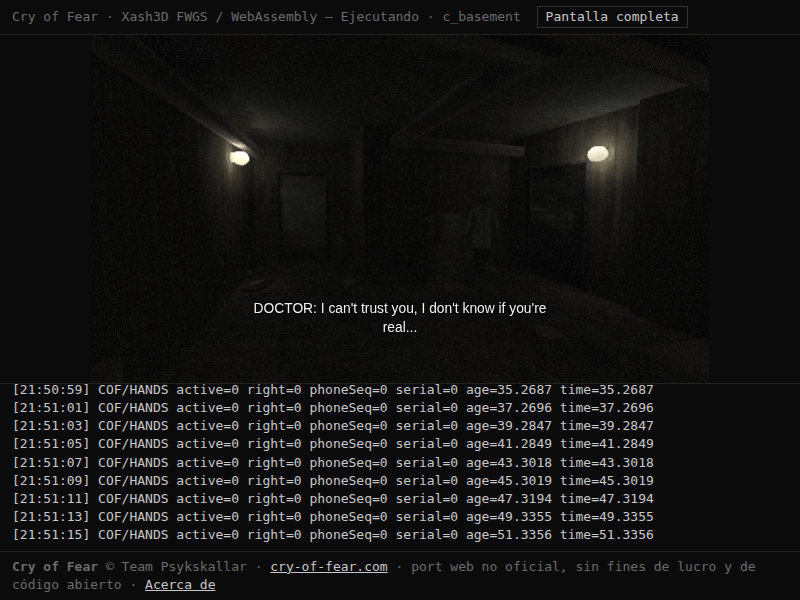 Cry of Fear · Xash3D FWGS / WebAssembly — Ejecutando · c_basement
Pantalla completa
DOCTOR: I can't trust you, I don't know if you're
real...
[21:50:59] COF/HANDS active=0 right=0 phoneSeq=0 serial=0 age=35.2687 time=35.2687
[21:51:01] COF/HANDS active=0 right=0 phoneSeq=0 serial=0 age=37.2696 time=37.2696
[21:51:03] COF/HANDS active=0 right=0 phoneSeq=0 serial=0 age=39.2847 time=39.2847
[21:51:05] COF/HANDS active=0 right=0 phoneSeq=0 serial=0 age=41.2849 time=41.2849
[21:51:07] COF/HANDS active=0 right=0 phoneSeq=0 serial=0 age=43.3018 time=43.3018
[21:51:09] COF/HANDS active=0 right=0 phoneSeq=0 serial=0 age=45.3019 time=45.3019
[21:51:11] COF/HANDS active=0 right=0 phoneSeq=0 serial=0 age=47.3194 time=47.3194
[21:51:13] COF/HANDS active=0 right=0 phoneSeq=0 serial=0 age=49.3355 time=49.3355
[21:51:15] COF/HANDS active=0 right=0 phoneSeq=0 serial=0 age=51.3356 time=51.3356
Cry of Fear © Team Psykskallar · cry-of-fear.com · port web no oficial, sin fines de lucro y de
código abierto · Acerca de